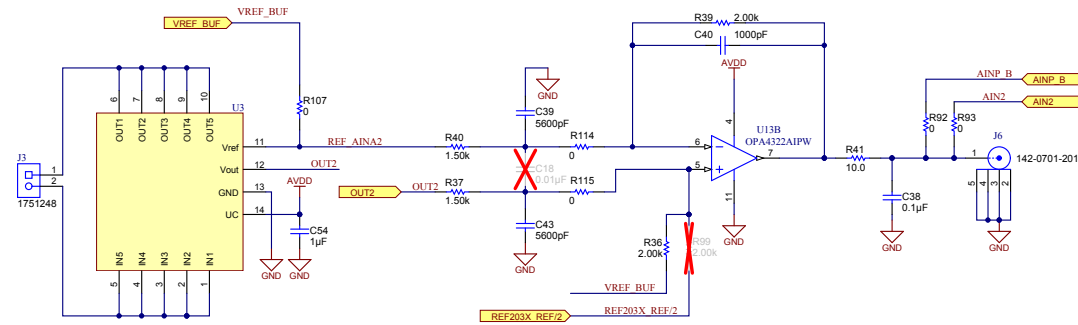 VREF_BUF
VREF_BUF
R107
0
U3
6
7
8
9
10
OUT1
OUT2
OUT3
OUT4
OUT5
Vref
11
Vout
12
GND
13
UC
14
IN5
IN4
IN3
IN2
IN1
5
4
3
2
1
J3
1
2
1751248
REF_AINA2
OUT2
AVDD
C54
1µF
GND
GND
OUT2
OUT2
R40
1.50k
R37
1.50k
GND
C39
5600pF
C18
0.01µF
C43
5600pF
GND
R114
0
R115
0
R39
2.00k
C40
1000pF
AVDD
4
U13B
OPA4322AIPW
6
5
7
11
GND
R36
2.00k
R99
2.00k
VREF_BUF
REF203X_REF/2
REF203X_REF/2
R41
10.0
C38
0.1µF
GND
AINP_B
AINP_B
AIN2
AIN2
R92
0
R93
0
J6
1
142-0701-201
5
4
3
2
GND